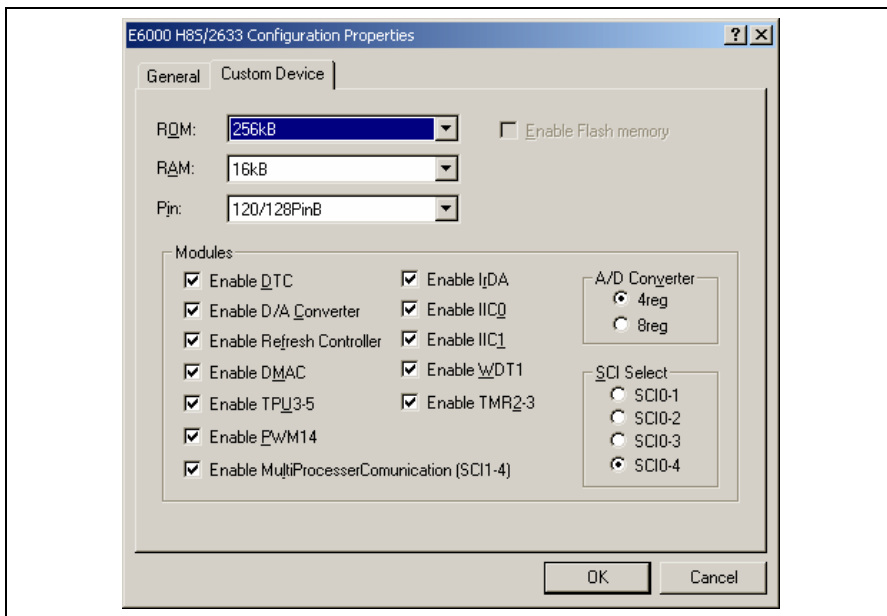 E6000 H8S/2633 Configuration Properties
General
Custom Device
ROM:
256kB
Enable Flash memory
RAM:
16kB
Pin:
120/128PinB
Modules
Enable DTC
Enable D/A Converter
Enable Refresh Controller
Enable DMAC
Enable TPU3-5
Enable PWM14
Enable MultiProcesserComunication (SCI1-4)
Enable IrDA
Enable IIC0
Enable IIC1
Enable WDT1
Enable TMR2-3
A/D Converter
4reg
8reg
SCI Select
SCI0-1
SCI0-2
SCI0-3
SCI0-4
OK
Cancel